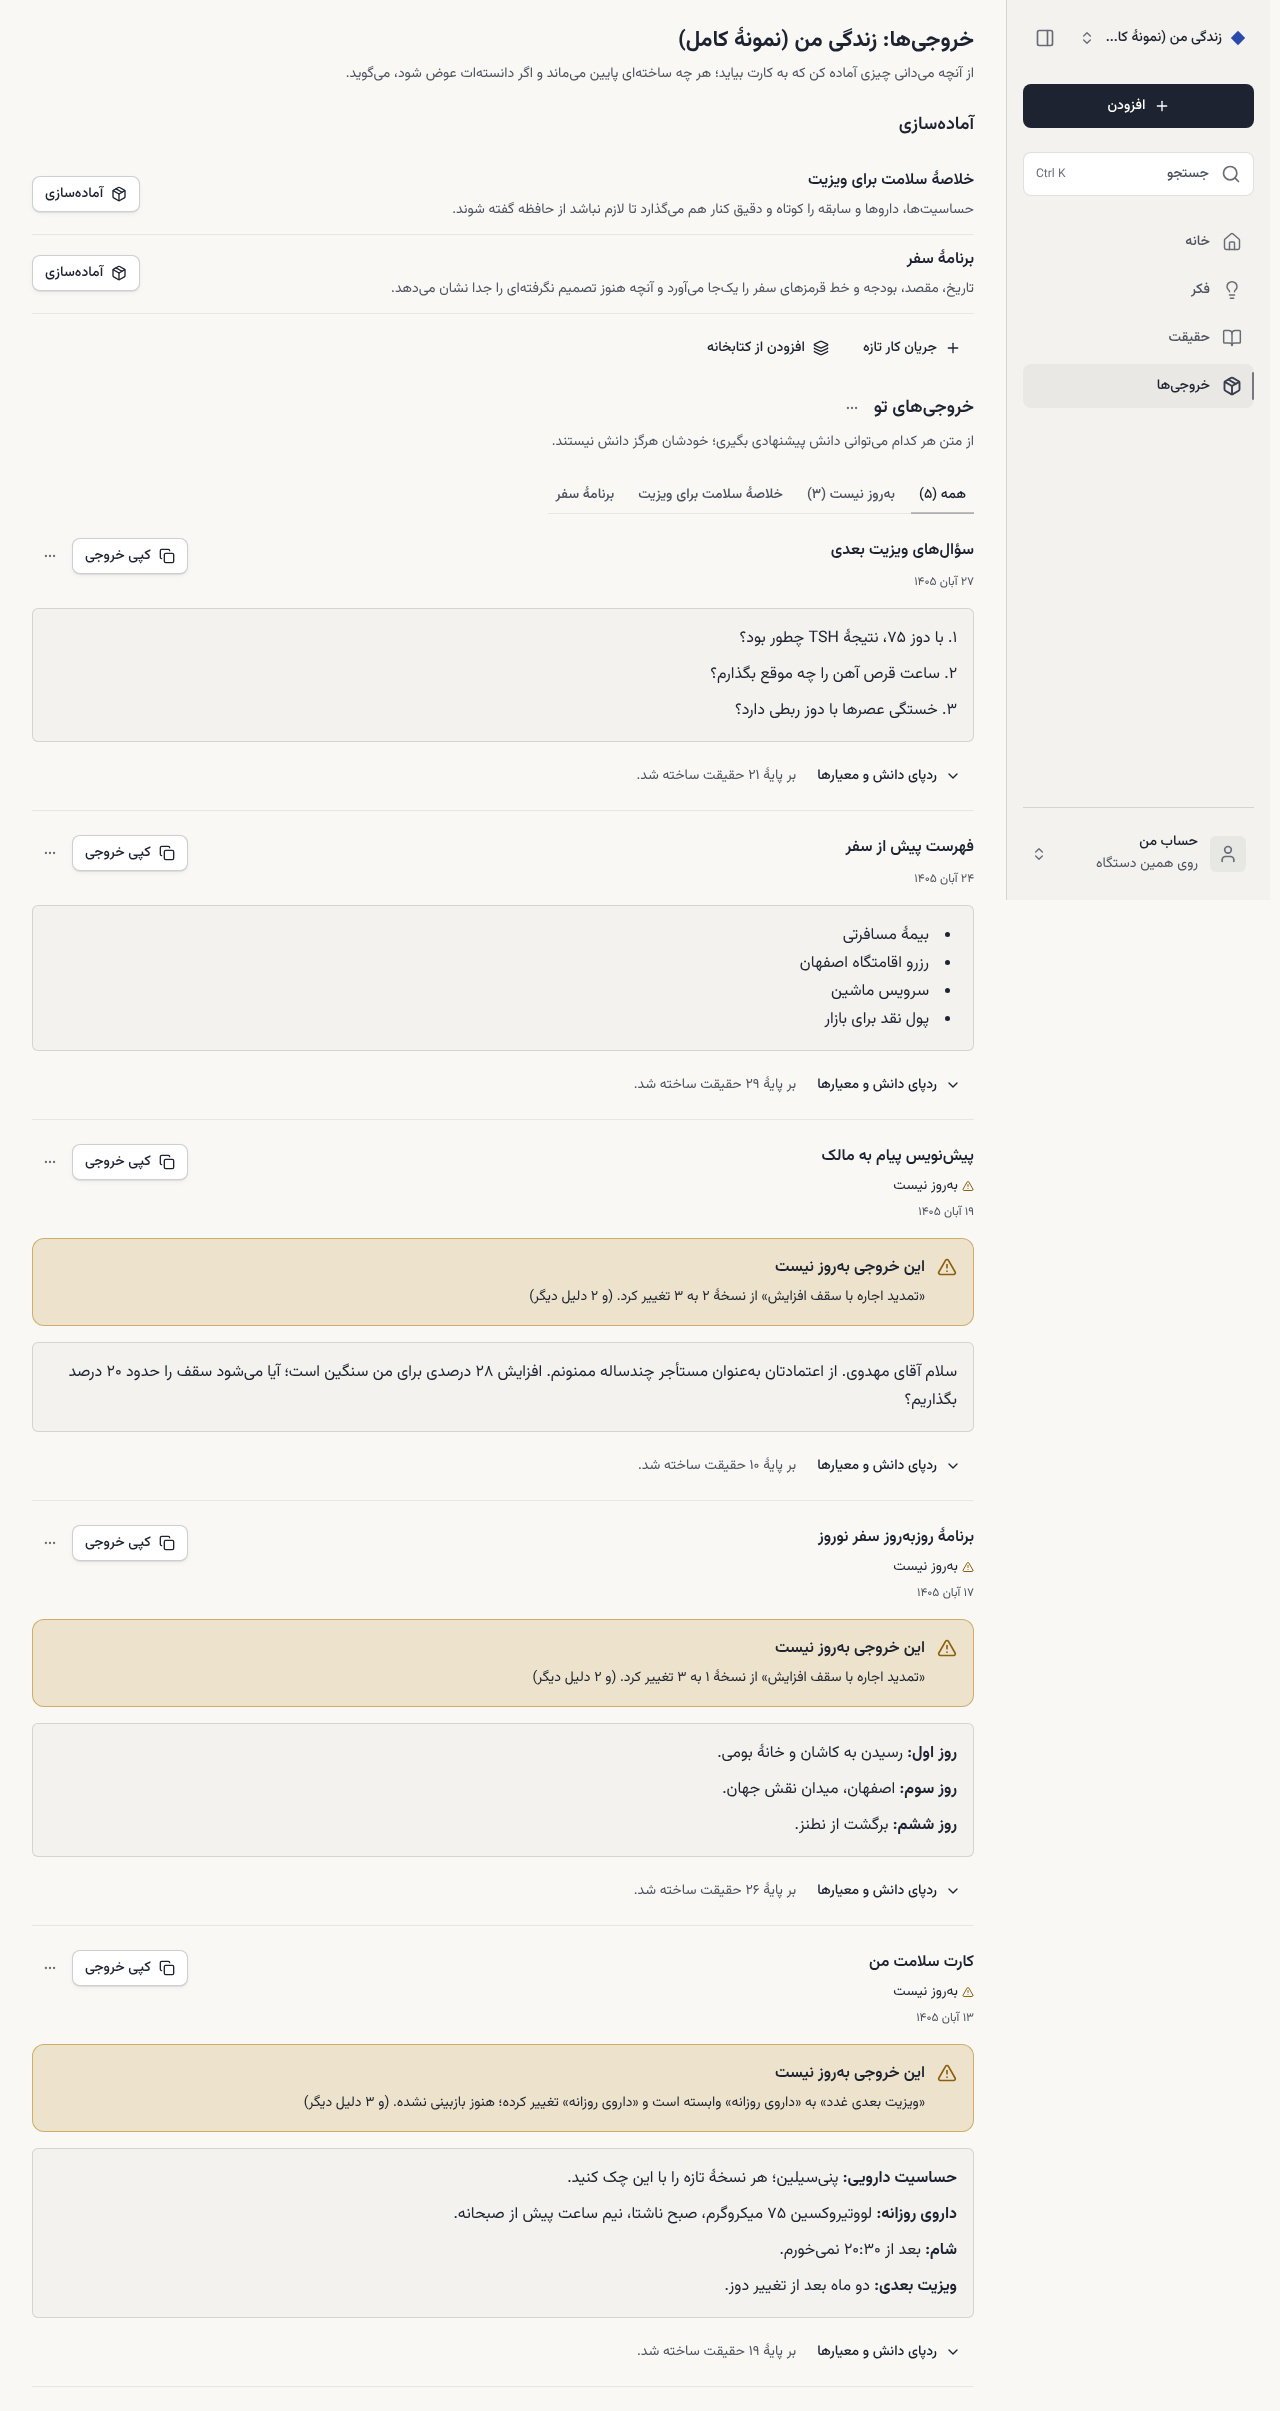 زندگی من (نمونهٔ کا...
افزودن
جستجو
Ctrl K
خانه
فکر
حقیقت
خروجی‌ها
حساب من
روی همین دستگاه
خروجی‌ها: زندگی من (نمونهٔ کامل)
از آنچه می‌دانی چیزی آماده کن که به کارت بیاید؛ هر چه ساخته‌ای پایین می‌ماند و اگر دانسته‌ات عوض شود، می‌گوید.
آماده‌سازی
خلاصهٔ سلامت برای ویزیت
حساسیت‌ها، داروها و سابقه را کوتاه و دقیق کنار هم می‌گذارد تا لازم نباشد از حافظه گفته شوند.
آماده‌سازی
برنامهٔ سفر
تاریخ، مقصد، بودجه و خط قرمزهای سفر را یک‌جا می‌آورد و آنچه هنوز تصمیم نگرفته‌ای را جدا نشان می‌دهد.
آماده‌سازی
جریان کار تازه
افزودن از کتابخانه
خروجی‌های تو
از متن هر کدام می‌توانی دانش پیشنهادی بگیری؛ خودشان هرگز دانش نیستند.
همه (۵)
به‌روز نیست (۳)
خلاصهٔ سلامت برای ویزیت
برنامهٔ سفر
سؤال‌های ویزیت بعدی
۲۷ آبان ۱۴۰۵
کپی خروجی
۱. با دوز ۷۵، نتیجهٔ TSH چطور بود؟
۲. ساعت قرص آهن را چه موقع بگذارم؟
۳. خستگی عصرها با دوز ربطی دارد؟
ردپای دانش و معیارها
بر پایهٔ ۲۱ حقیقت ساخته شد.
فهرست پیش از سفر
۲۴ آبان ۱۴۰۵
کپی خروجی
• بیمهٔ مسافرتی
• رزرو اقامتگاه اصفهان
• سرویس ماشین
• پول نقد برای بازار
ردپای دانش و معیارها
بر پایهٔ ۲۹ حقیقت ساخته شد.
پیش‌نویس پیام به مالک
به‌روز نیست
۱۹ آبان ۱۴۰۵
کپی خروجی
این خروجی به‌روز نیست
«تمدید اجاره با سقف افزایش» از نسخهٔ ۲ به ۳ تغییر کرد. (و ۲ دلیل دیگر)
سلام آقای مهدوی. از اعتمادتان به‌عنوان مستأجر چندساله ممنونم. افزایش ۲۸ درصدی برای من سنگین است؛ آیا می‌شود سقف را حدود ۲۰ درصد
بگذاریم؟
ردپای دانش و معیارها
بر پایهٔ ۱۰ حقیقت ساخته شد.
برنامهٔ روزبه‌روز سفر نوروز
به‌روز نیست
۱۷ آبان ۱۴۰۵
کپی خروجی
این خروجی به‌روز نیست
«تمدید اجاره با سقف افزایش» از نسخهٔ ۱ به ۳ تغییر کرد. (و ۲ دلیل دیگر)
روز اول: رسیدن به کاشان و خانهٔ بومی.
روز سوم: اصفهان، میدان نقش جهان.
روز ششم: برگشت از نطنز.
ردپای دانش و معیارها
بر پایهٔ ۲۶ حقیقت ساخته شد.
کارت سلامت من
به‌روز نیست
۱۳ آبان ۱۴۰۵
کپی خروجی
این خروجی به‌روز نیست
«ویزیت بعدی غدد» به «داروی روزانه» وابسته است و «داروی روزانه» تغییر کرده؛ هنوز بازبینی نشده. (و ۳ دلیل دیگر)
حساسیت دارویی: پنی‌سیلین؛ هر نسخهٔ تازه را با این چک کنید.
داروی روزانه: لووتیروکسین ۷۵ میکروگرم، صبح ناشتا، نیم ساعت پیش از صبحانه.
شام: بعد از ۲۰:۳۰ نمی‌خورم.
ویزیت بعدی: دو ماه بعد از تغییر دوز.
ردپای دانش و معیارها
بر پایهٔ ۱۹ حقیقت ساخته شد.